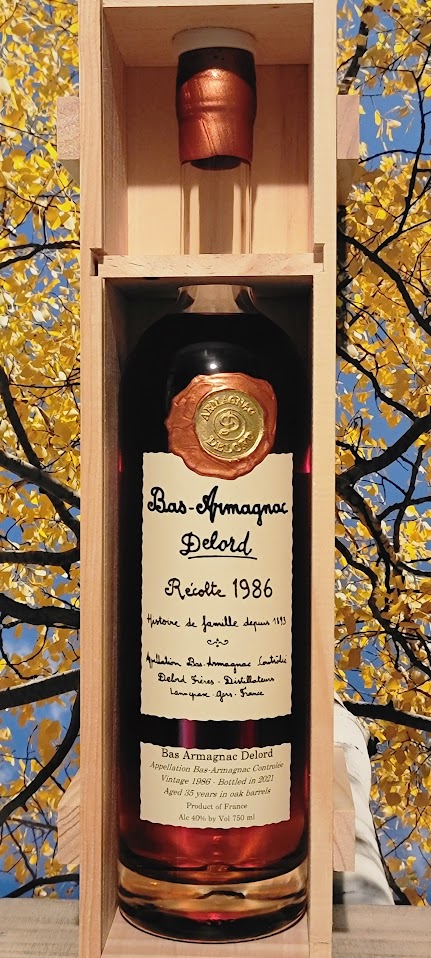 ARMAGNAC
D
DELORD
Bas-Armagnac
Delord
Récolte 1986
Histoire de famille depuis 1893
Appellation Bas-Armagnac Contrôlée
Delord Frères - Distillateurs
Lannepax - Gers - France
Bas Armagnac Delord
Appellation Bas-Armagnac Controlee
Vintage 1986 - Bottled in 2021
Aged 35 years in oak barrels
Product of France
Alc 40% by Vol 750 ml